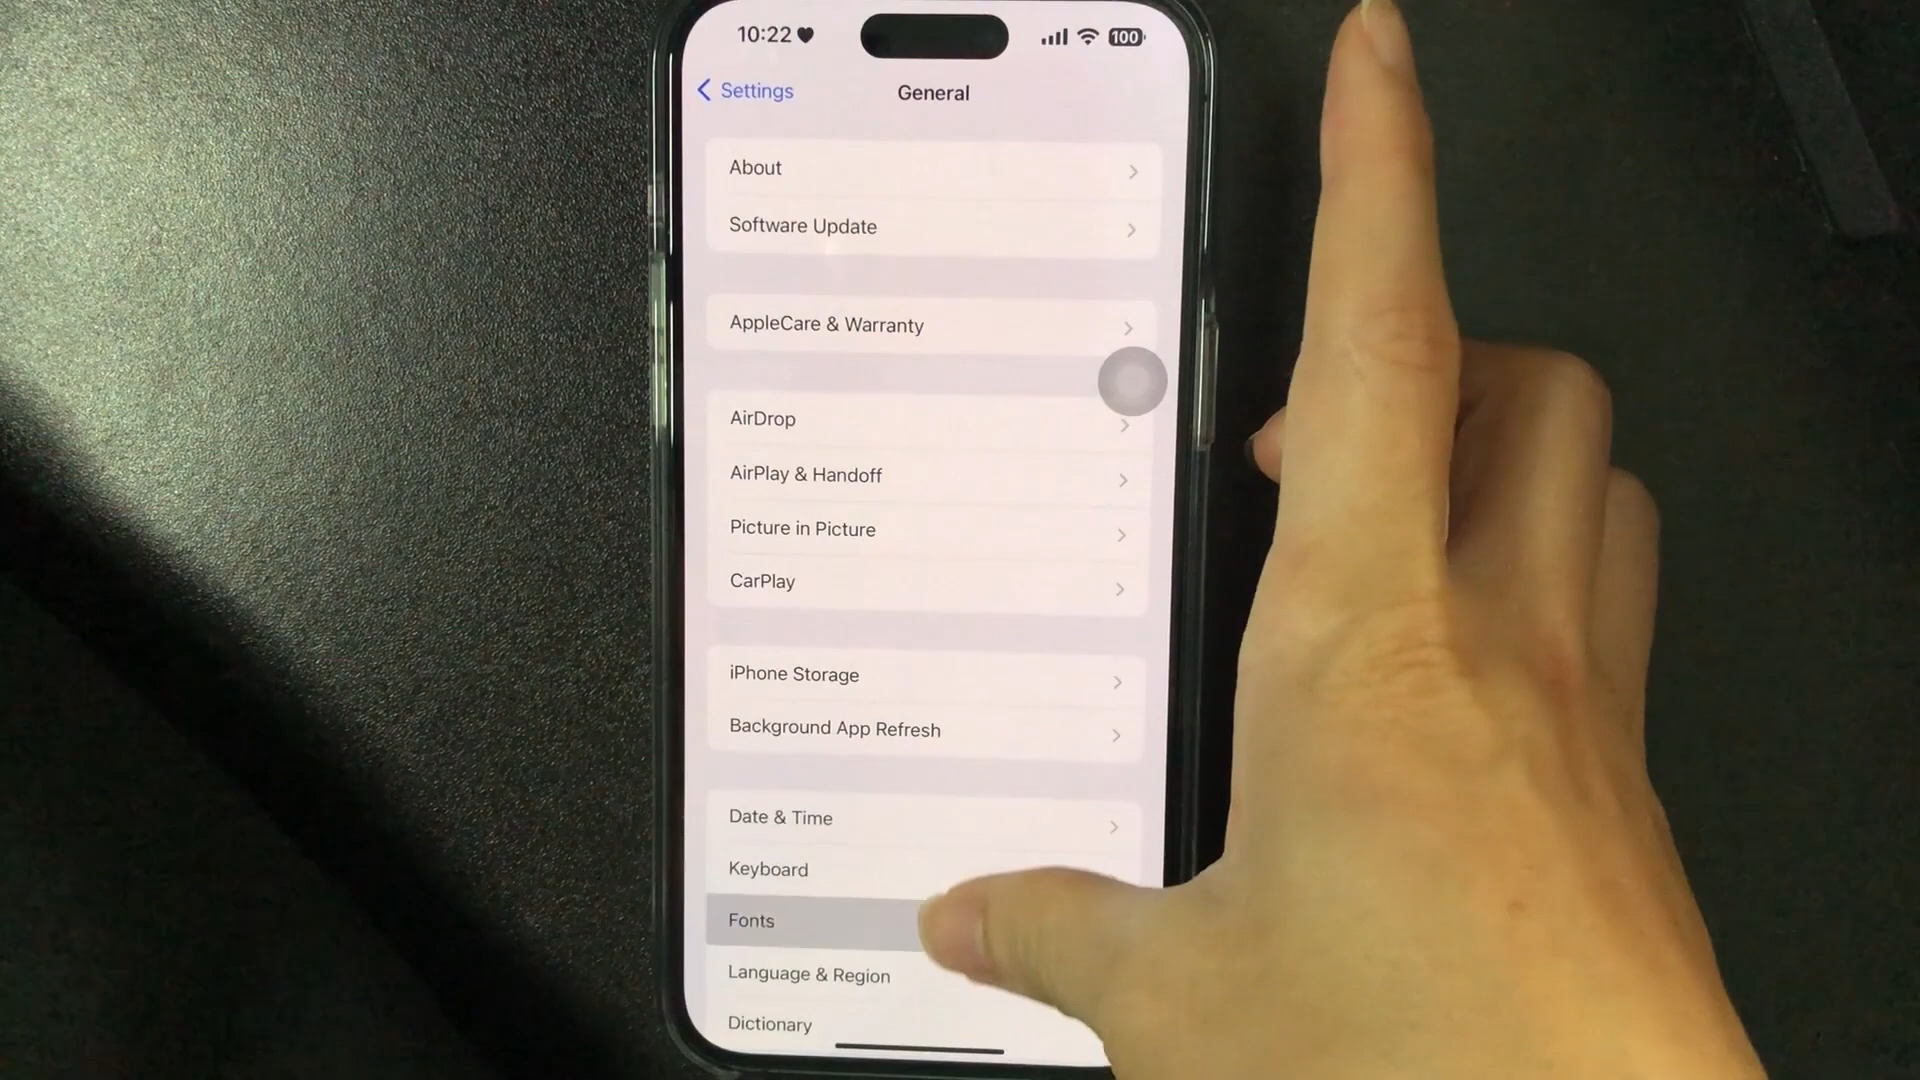 10:22
100
Settings
General
About
Software Update
AppleCare & Warranty
AirDrop
AirPlay & Handoff
Picture in Picture
CarPlay
iPhone Storage
Background App Refresh
Date & Time
Keyboard
Fonts
Language & Region
Dictionary